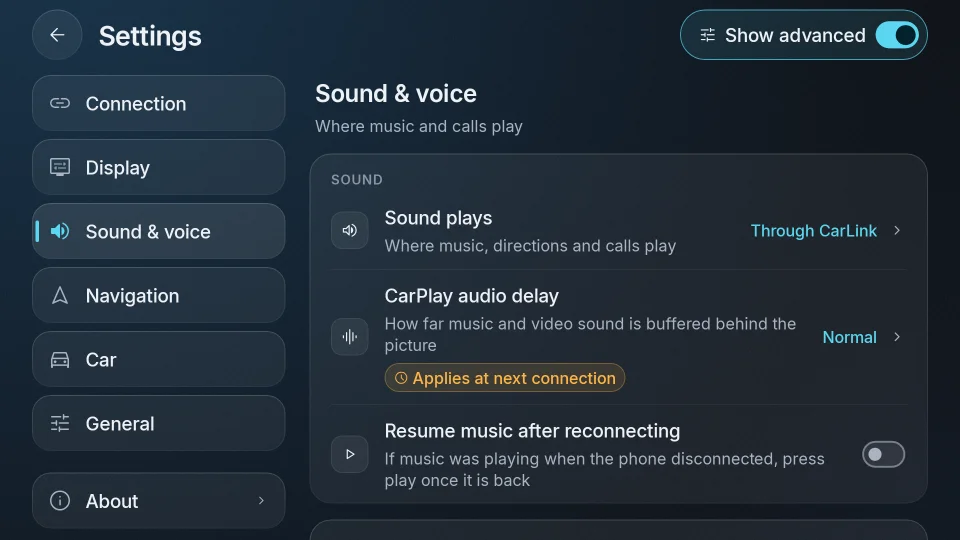 Settings
Show advanced
Connection
Display
Sound & voice
Navigation
Car
General
About
Sound & voice
Where music and calls play
SOUND
Sound plays
Where music, directions and calls play
Through CarLink
CarPlay audio delay
How far music and video sound is buffered behind the
picture
Normal
Applies at next connection
Resume music after reconnecting
If music was playing when the phone disconnected, press
play once it is back